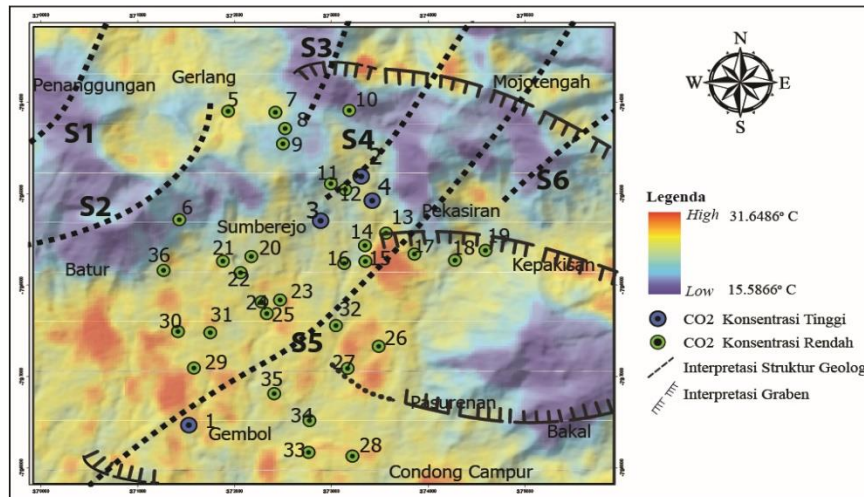 N
W E
S
Penanggungan
Gerlang
S3
Mojotengah
5
7
8
9
10
S1
S4
2
11
12
4
S6
S2
6
3
Sumberejo
Pekasiran
13
14
15
16
17
18
19
Kepakisan
Batur
36
21
20
22
23
24
25
32
30
31
S5
26
29
27
35
Pasurenan
1
Gembol
34
Bakal
33
28
Condong Campur
Legenda
High 31.6486° C
Low 15.5866° C
CO2 Konsentrasi Tinggi
CO2 Konsentrasi Rendah
Interpretasi Struktur Geologi
Interpretasi Graben